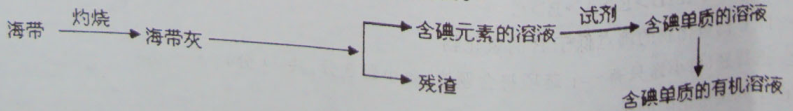 海带
灼烧
海带灰
含碘元素的溶液
试剂
含碘单质的溶液
残渣
含碘单质的有机溶液